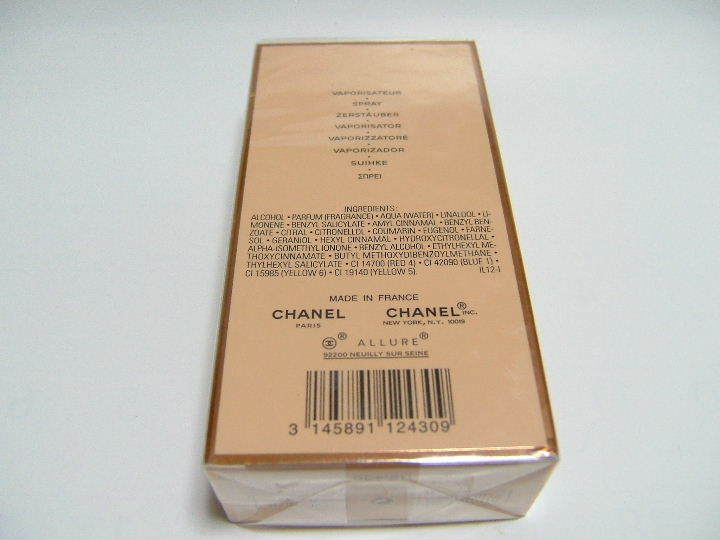 VAPORISATEUR
•
SPRAY
•
ZERSTÄUBER
•
VAPORISATOR
•
VAPORIZZATORE
•
VAPORIZADOR
•
SUIHKE
•
ΣΠΡΕΪ
INGREDIENTS:
ALCOHOL • PARFUM (FRAGRANCE) • AQUA (WATER) • LINALOOL • LI-
MONENE • BENZYL SALICYLATE • AMYL CINNAMAL • BENZYL BEN-
ZOATE • CITRAL • CITRONELLOL • COUMARIN • EUGENOL • FARNE-
SOL • GERANIOL • HEXYL CINNAMAL • HYDROXYCITRONELLAL •
ALPHA-ISOMETHYL IONONE • BENZYL ALCOHOL • ETHYLHEXYL ME-
THOXYCINNAMATE • BUTYL METHOXYDIBENZOYLMETHANE •
ETHYLHEXYL SALICYLATE • CI 14700 (RED 4) • CI 42090 (BLUE 1) •
CI 15985 (YELLOW 6) • CI 19140 (YELLOW 5). IL12-I
MADE IN FRANCE
CHANEL CHANEL® INC.
PARIS NEW YORK, N.Y. 10019
® ALLURE®
92200 NEUILLY SUR SEINE
3 145891 124309